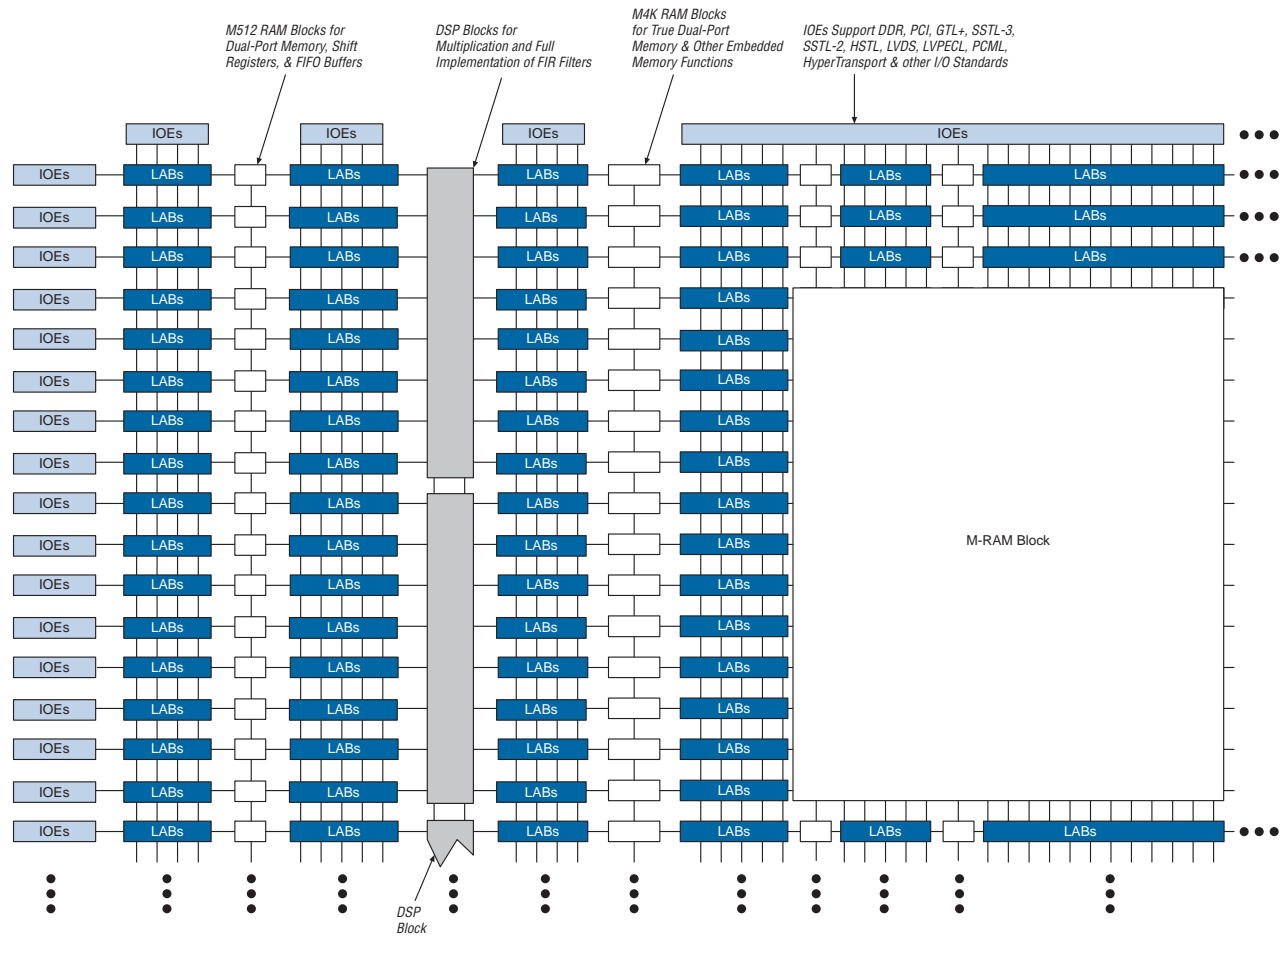 M512 RAM Blocks for
Dual-Port Memory, Shift
Registers, & FIFO Buffers
DSP Blocks for
Multiplication and Full
Implementation of FIR Filters
M4K RAM Blocks
for True Dual-Port
Memory & Other Embedded
Memory Functions
IOEs Support DDR, PCI, GTL+, SSTL-3,
SSTL-2, HSTL, LVDS, LVPECL, PCML,
HyperTransport & other I/O Standards
IOEs IOEs IOEs IOEs
IOEs LABs LABs LABs LABs LABs LABs
IOEs LABs LABs LABs LABs LABs LABs
IOEs LABs LABs LABs LABs LABs LABs
IOEs LABs LABs LABs LABs
IOEs LABs LABs LABs LABs
IOEs LABs LABs LABs LABs
IOEs LABs LABs LABs LABs
IOEs LABs LABs LABs LABs
IOEs LABs LABs LABs LABs
IOEs LABs LABs LABs LABs
M-RAM Block
IOEs LABs LABs LABs LABs
IOEs LABs LABs LABs LABs
IOEs LABs LABs LABs LABs
IOEs LABs LABs LABs LABs
IOEs LABs LABs LABs LABs
IOEs LABs LABs LABs LABs
IOEs LABs LABs LABs LABs LABs LABs
DSP
Block